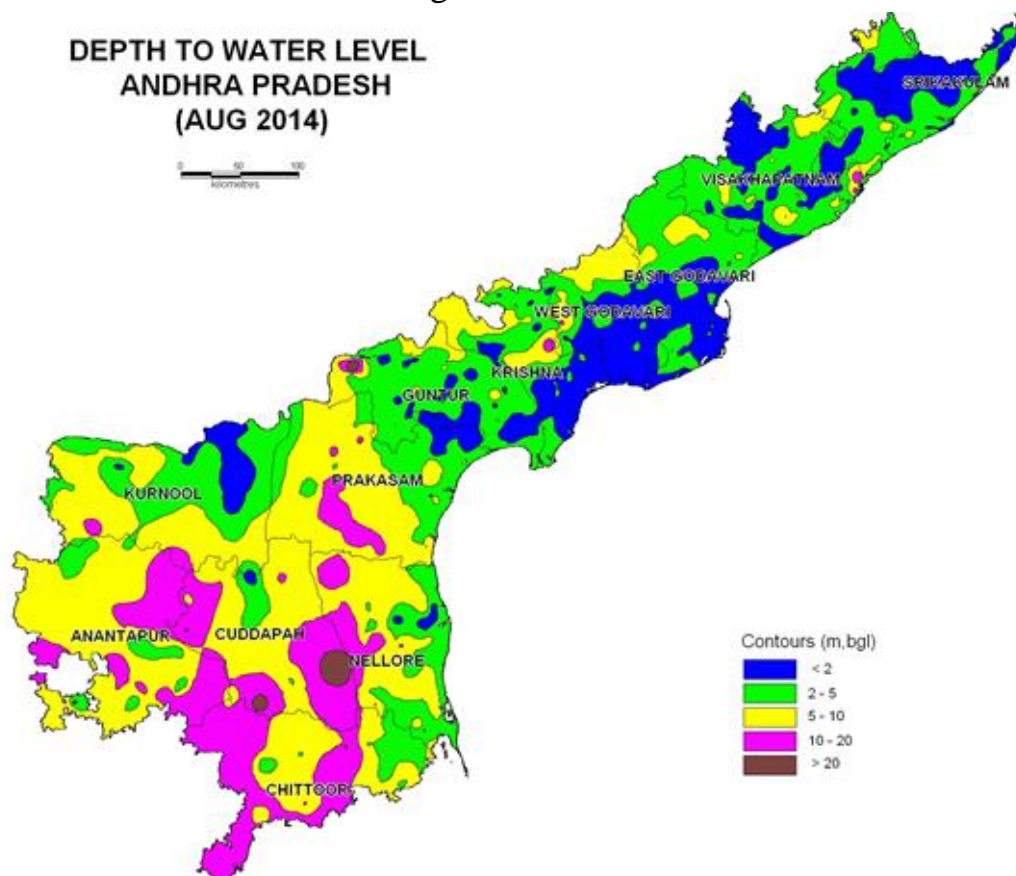 DEPTH TO WATER LEVEL
ANDHRA PRADESH
(AUG 2014)
0 50 100
kilometres
SRIKAKULAM
VISAKHAPATNAM
EAST GODAVARI
WEST GODAVARI
KRISHNA
GUNTUR
PRAKASAM
KURNOOL
ANANTAPUR
CUDDAPAH
NELLORE
CHITTOOR
Contours (m,bgl)
< 2
2 - 5
5 - 10
10 - 20
> 20